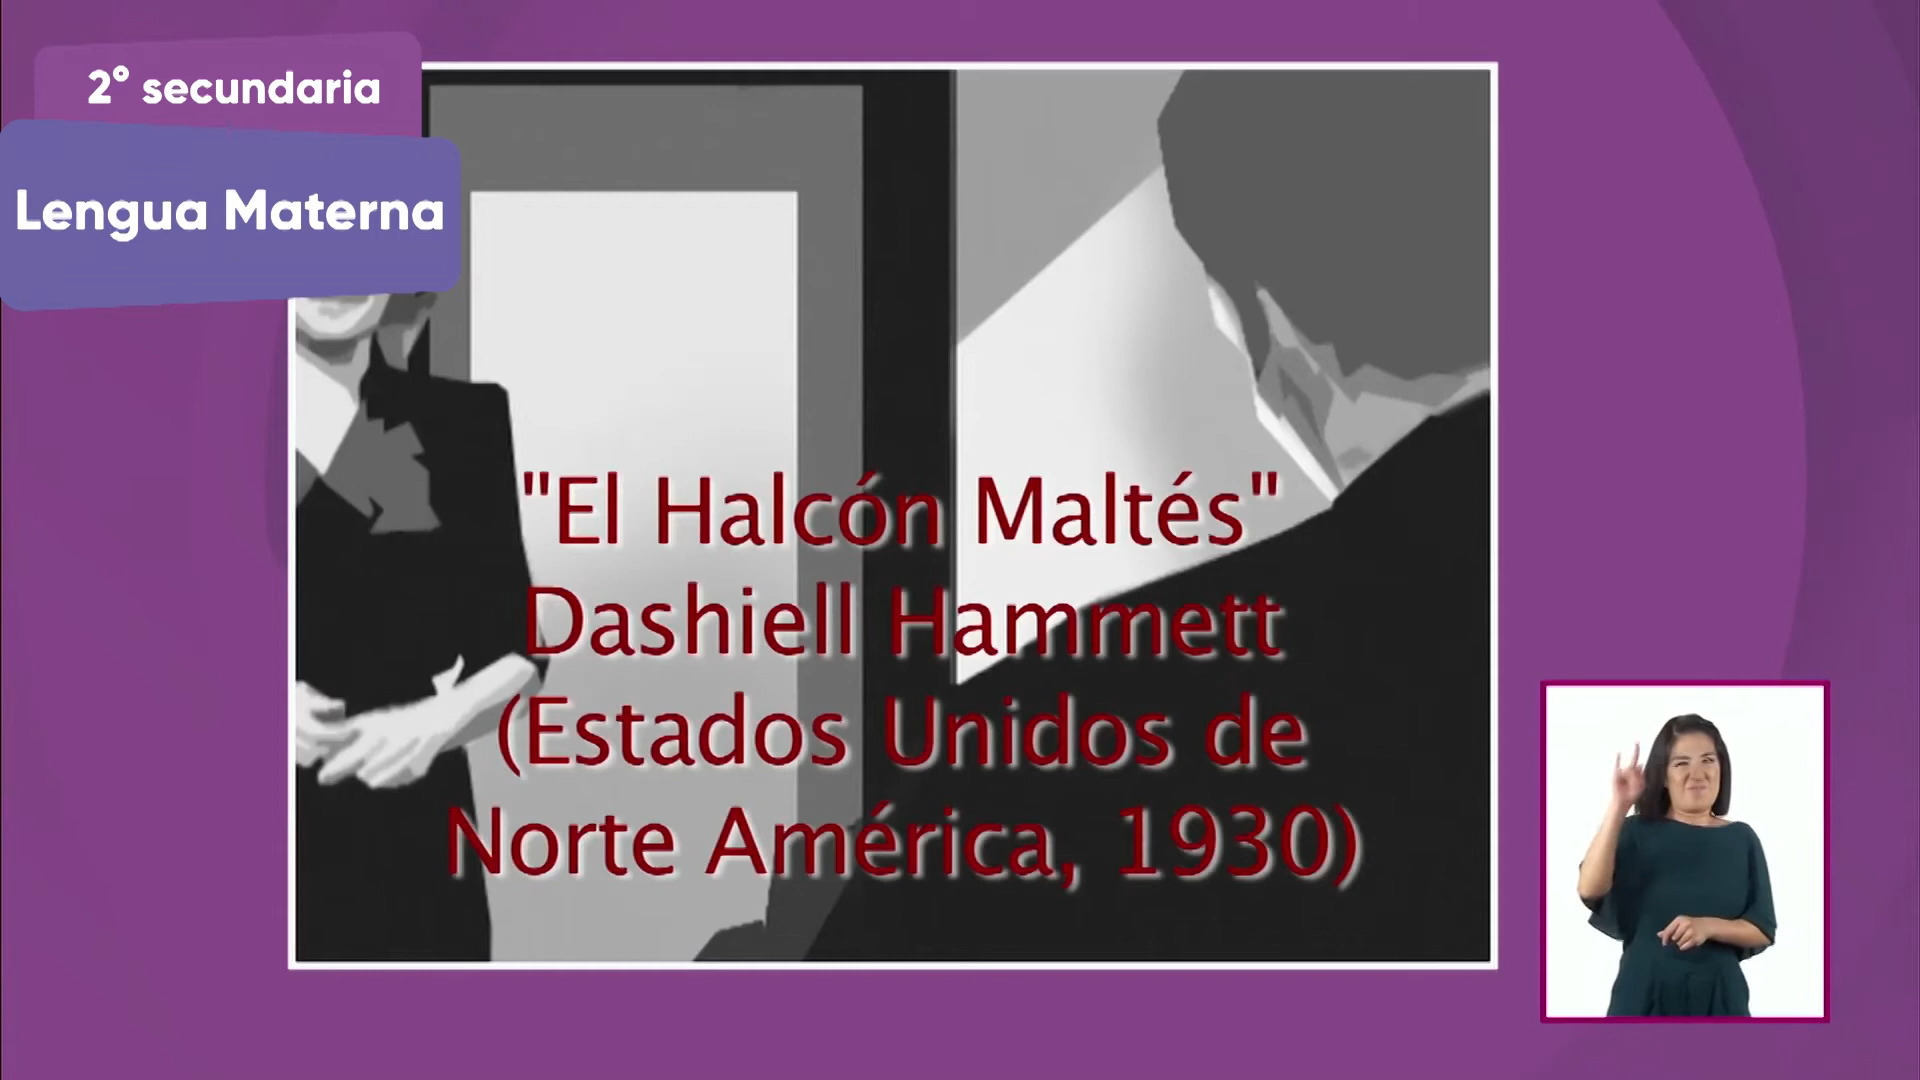 2° secundaria
Lengua Materna
"El Halcón Maltés"
Dashiell Hammett
(Estados Unidos de
Norte América, 1930)